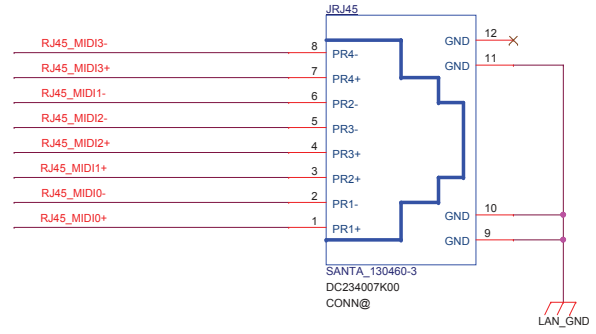 JRJ45
RJ45_MIDI3- 8 PR4- GND 12
RJ45_MIDI3+ 7 PR4+ GND 11
RJ45_MIDI1- 6 PR2-
RJ45_MIDI2- 5 PR3-
RJ45_MIDI2+ 4 PR3+
RJ45_MIDI1+ 3 PR2+
RJ45_MIDI0- 2 PR1- GND 10
RJ45_MIDI0+ 1 PR1+ GND 9
SANTA_130460-3
DC234007K00
CONN@
LAN_GND